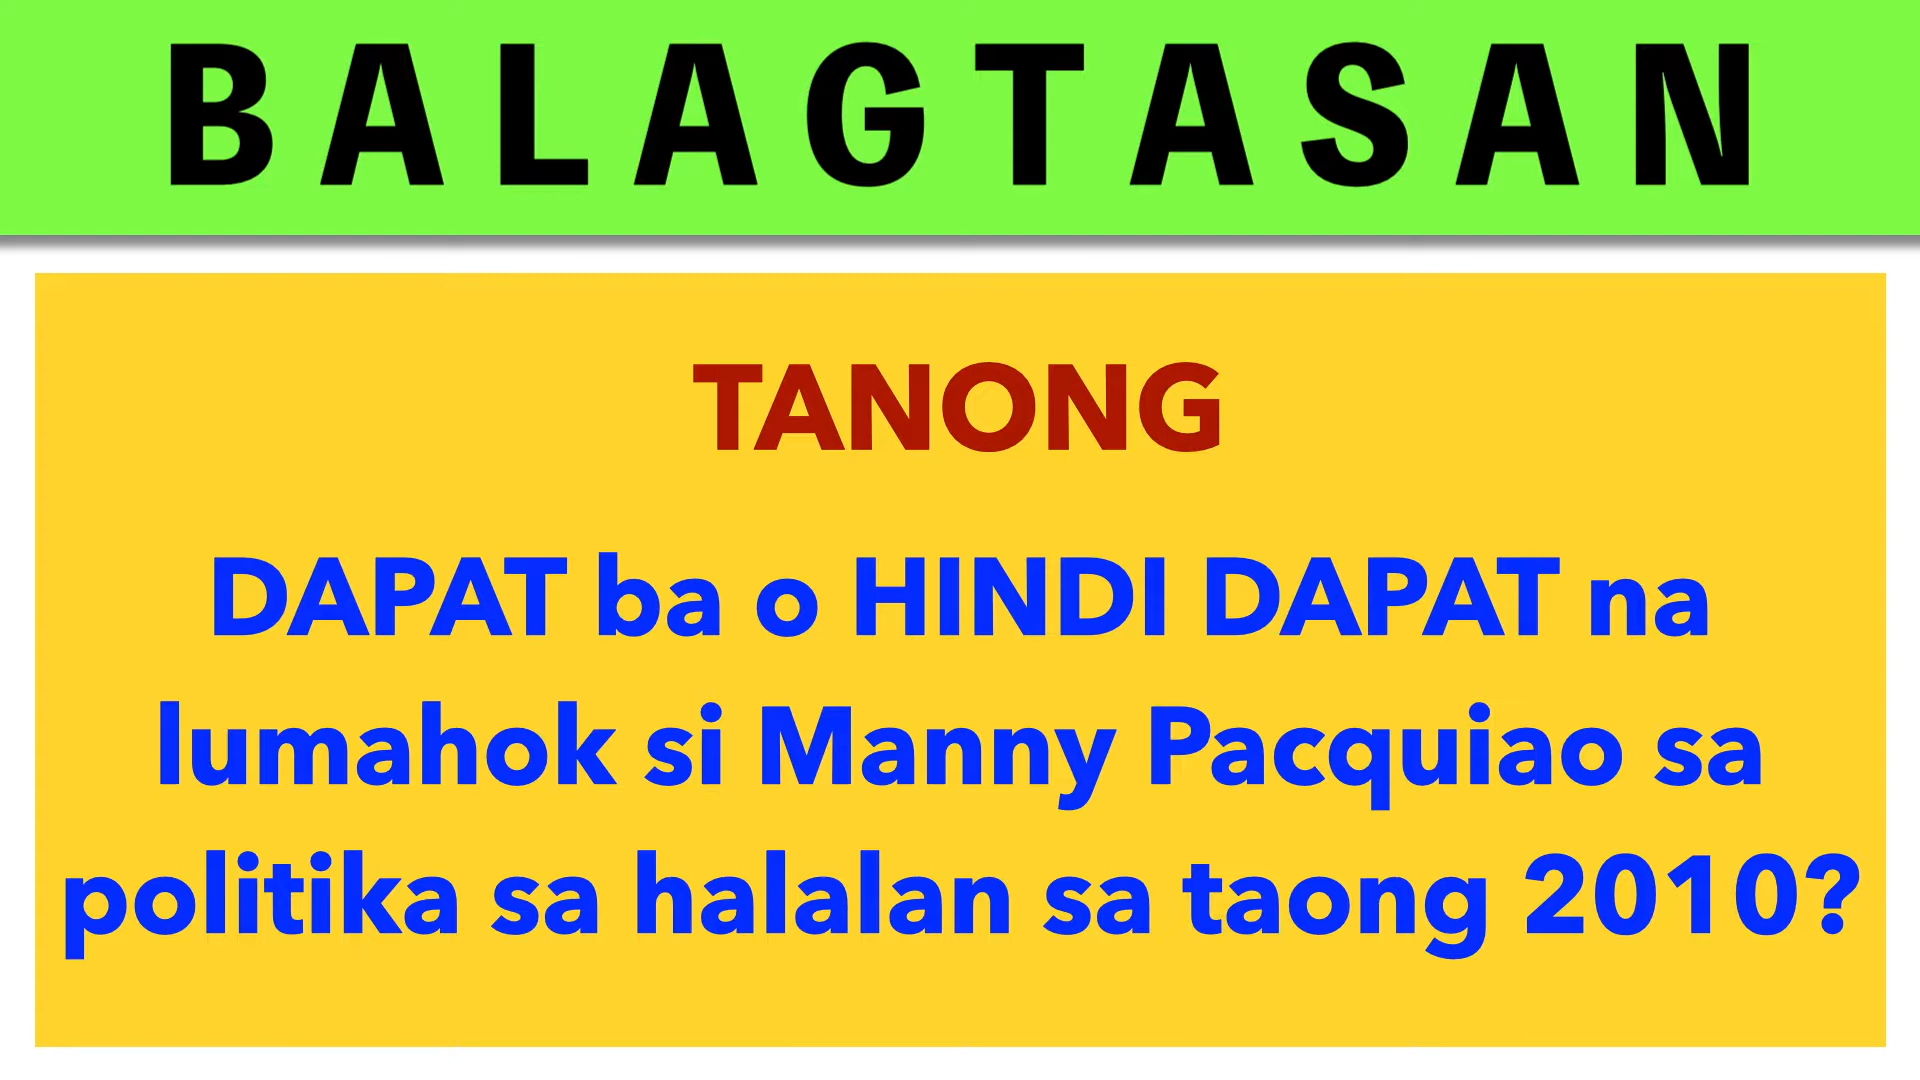 BALAGTASAN
TANONG
DAPAT ba o HINDI DAPAT na
lumahok si Manny Pacquiao sa
politika sa halalan sa taong 2010?